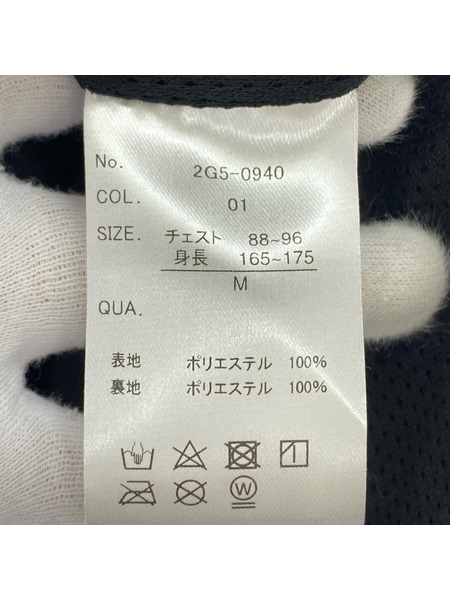 No. 2G5-0940
COL. 01
SIZE. チェスト 88~96
身長 165~175
M
QUA.
表地 ポリエステル 100%
裏地 ポリエステル 100%
W